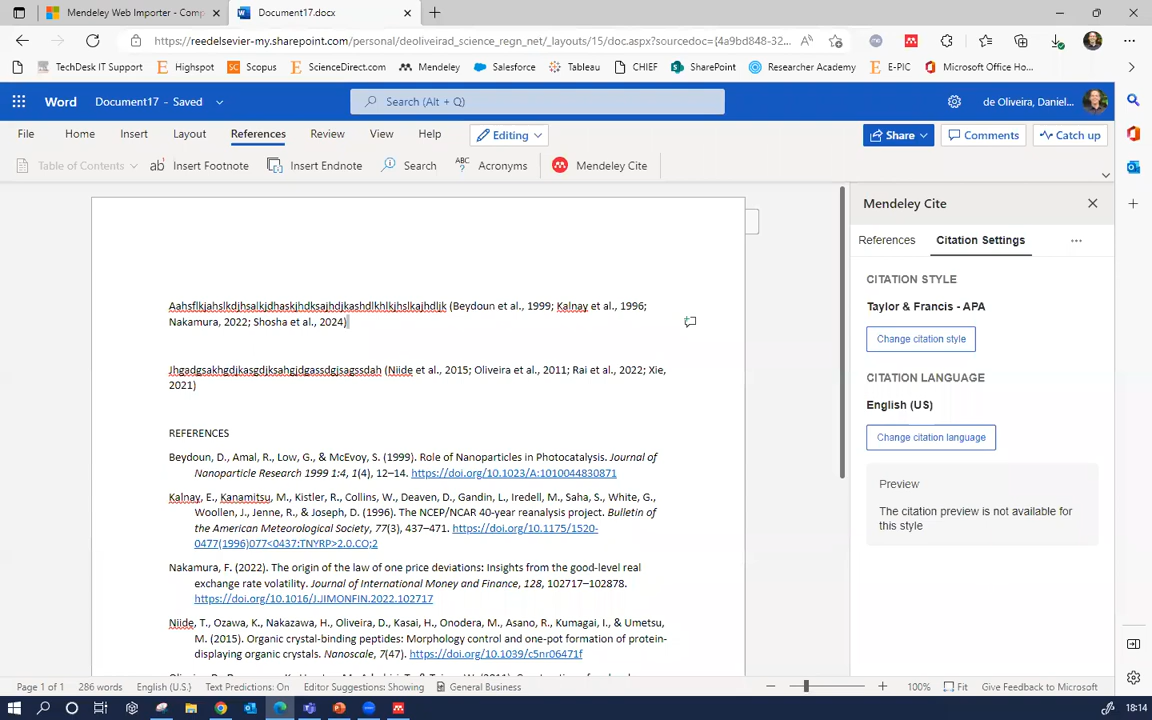 Mendeley Web Importer - Comp
Document17.docx
https://reedelsevier-my.sharepoint.com/personal/deoliveirad_science_regn_net/_layouts/15/doc.aspx?sourcedoc={4a9bd848-32...
TechDesk IT Support
Highspot
Scopus
ScienceDirect.com
Mendeley
Salesforce
Tableau
CHIEF
SharePoint
Researcher Academy
E-PIC
Microsoft Office Ho...
Word
Document17 - Saved
Search (Alt + Q)
de Oliveira, Daniel...
File
Home
Insert
Layout
References
Review
View
Help
Editing
Share
Comments
Catch up
Table of Contents
ab Insert Footnote
Insert Endnote
Search
ABC Acronyms
Mendeley Cite
Aahsflkjahslkdjhsalkjdhaskjhdksajhdjkashdlkhlkjhslkajhdljk (Beydoun et al., 1999; Kalnay et al., 1996;
Nakamura, 2022; Shosha et al., 2024)
Jhgadgsakhgdjkasgdjksahgjdgassdgjsagssdah (Niide et al., 2015; Oliveira et al., 2011; Rai et al., 2022; Xie,
2021)
REFERENCES
Beydoun, D., Amal, R., Low, G., & McEvoy, S. (1999). Role of Nanoparticles in Photocatalysis. Journal of
Nanoparticle Research 1999 1:4, 1(4), 12–14. https://doi.org/10.1023/A:1010044830871
Kalnay, E., Kanamitsu, M., Kistler, R., Collins, W., Deaven, D., Gandin, L., Iredell, M., Saha, S., White, G.,
Woollen, J., Jenne, R., & Joseph, D. (1996). The NCEP/NCAR 40-year reanalysis project. Bulletin of
the American Meteorological Society, 77(3), 437–471. https://doi.org/10.1175/1520-
0477(1996)077<0437:TNYRP>2.0.CO;2
Nakamura, F. (2022). The origin of the law of one price deviations: Insights from the good-level real
exchange rate volatility. Journal of International Money and Finance, 128, 102717–102878.
https://doi.org/10.1016/J.JIMONFIN.2022.102717
Niide, T., Ozawa, K., Nakazawa, H., Oliveira, D., Kasai, H., Onodera, M., Asano, R., Kumagai, I., & Umetsu,
M. (2015). Organic crystal-binding peptides: Morphology control and one-pot formation of protein-
displaying organic crystals. Nanoscale, 7(47). https://doi.org/10.1039/c5nr06471f
Mendeley Cite
References
Citation Settings
CITATION STYLE
Taylor & Francis - APA
Change citation style
CITATION LANGUAGE
English (US)
Change citation language
Preview
The citation preview is not available for
this style
Page 1 of 1
286 words
English (U.S.)
Text Predictions: On
Editor Suggestions: Showing
General Business
100%
Fit
Give Feedback to Microsoft
18:14